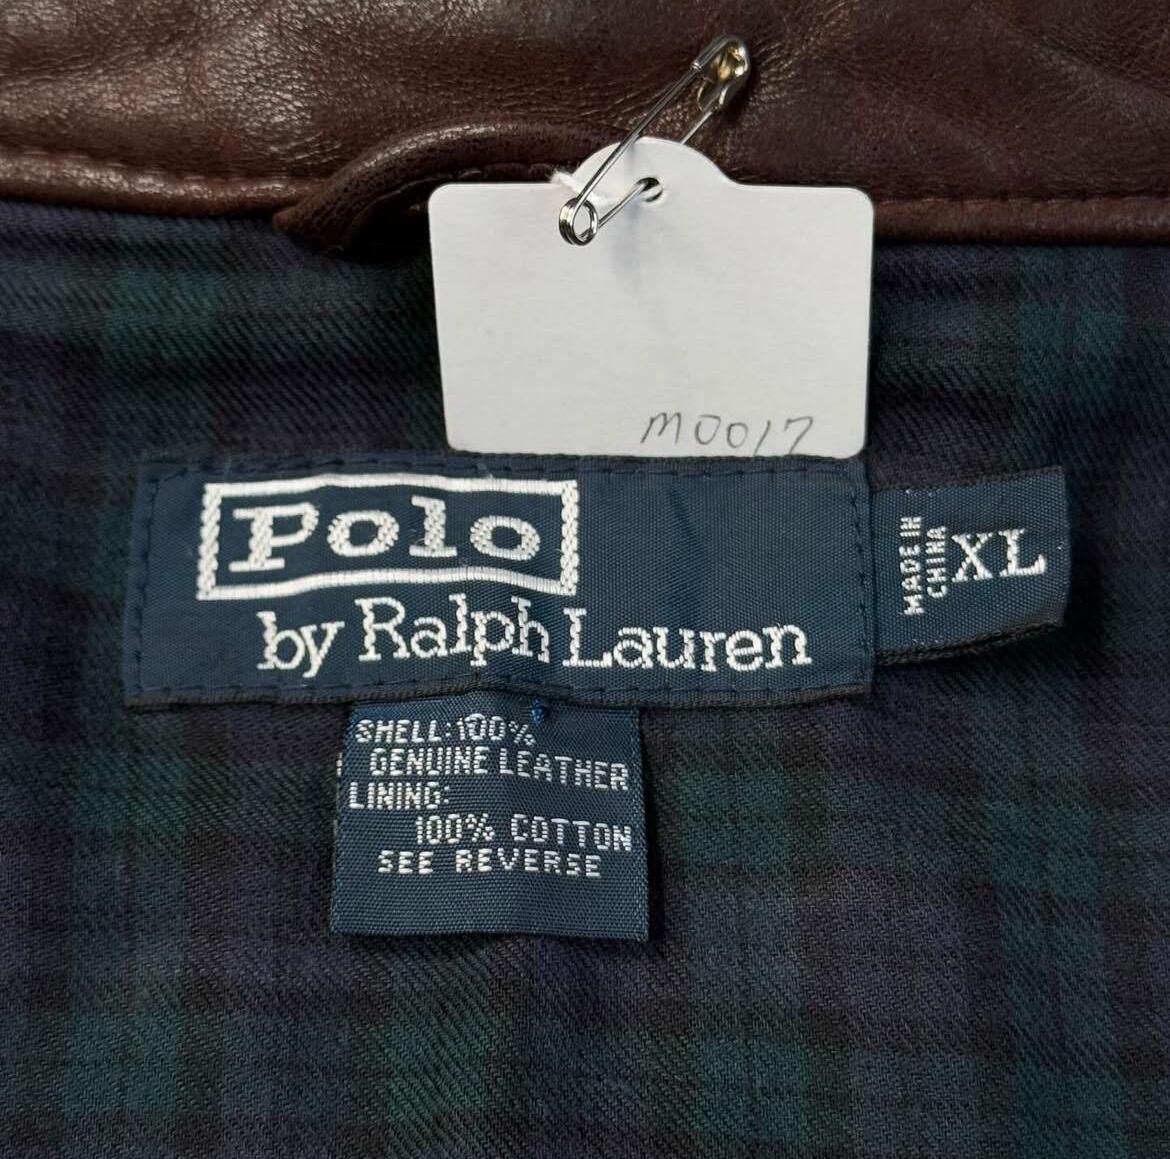 M0017
Polo
by Ralph Lauren
MADE IN
CHINA
XL
SHELL:100%
GENUINE LEATHER
LINING:
100% COTTON
SEE REVERSE